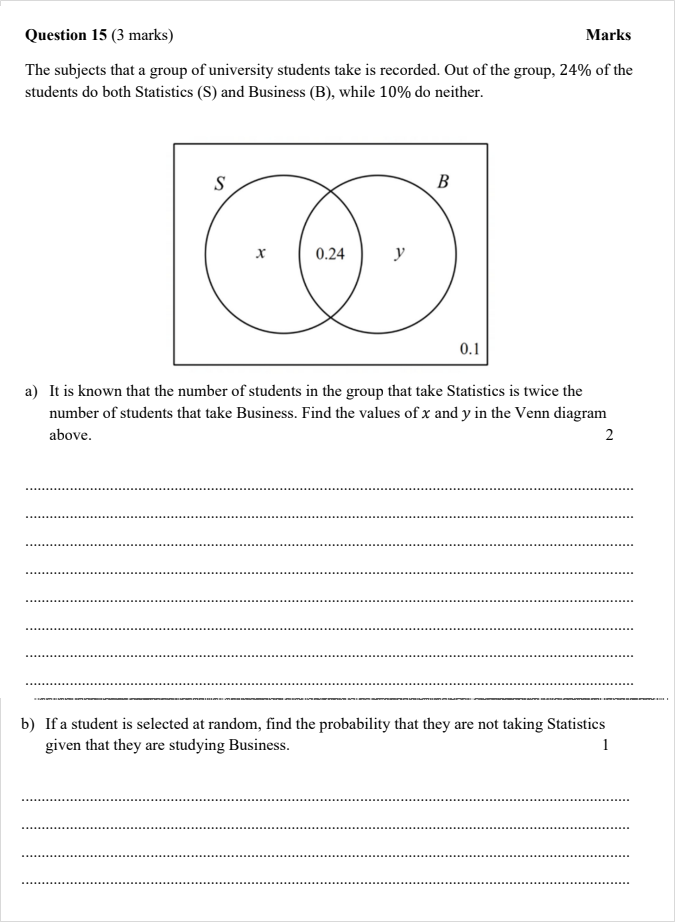 Question 15 (3 marks) Marks
The subjects that a group of university students take is recorded. Out of the group, 24% of the
students do both Statistics (S) and Business (B), while 10% do neither.
S B
x 0.24 y
0.1
a) It is known that the number of students in the group that take Statistics is twice the
number of students that take Business. Find the values of x and y in the Venn diagram
above. 2
b) If a student is selected at random, find the probability that they are not taking Statistics
given that they are studying Business. 1